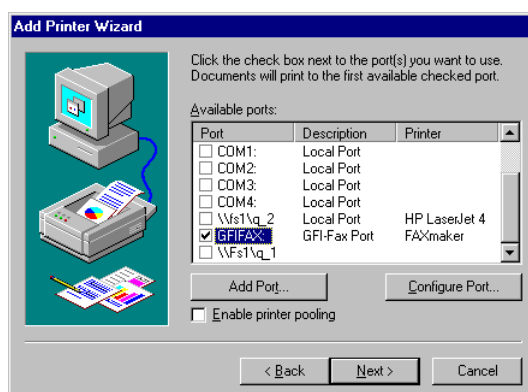 Add Printer Wizard
Click the check box next to the port(s) you want to use.
Documents will print to the first available checked port.
Available ports:
Port Description Printer
COM1: Local Port
COM2: Local Port
COM3: Local Port
COM4: Local Port
\\fs1\q_2 Local Port HP LaserJet 4
GFIFAX: GFI-Fax Port FAXmaker
\\Fs1\q_1
Add Port... Configure Port...
Enable printer pooling
< Back Next > Cancel